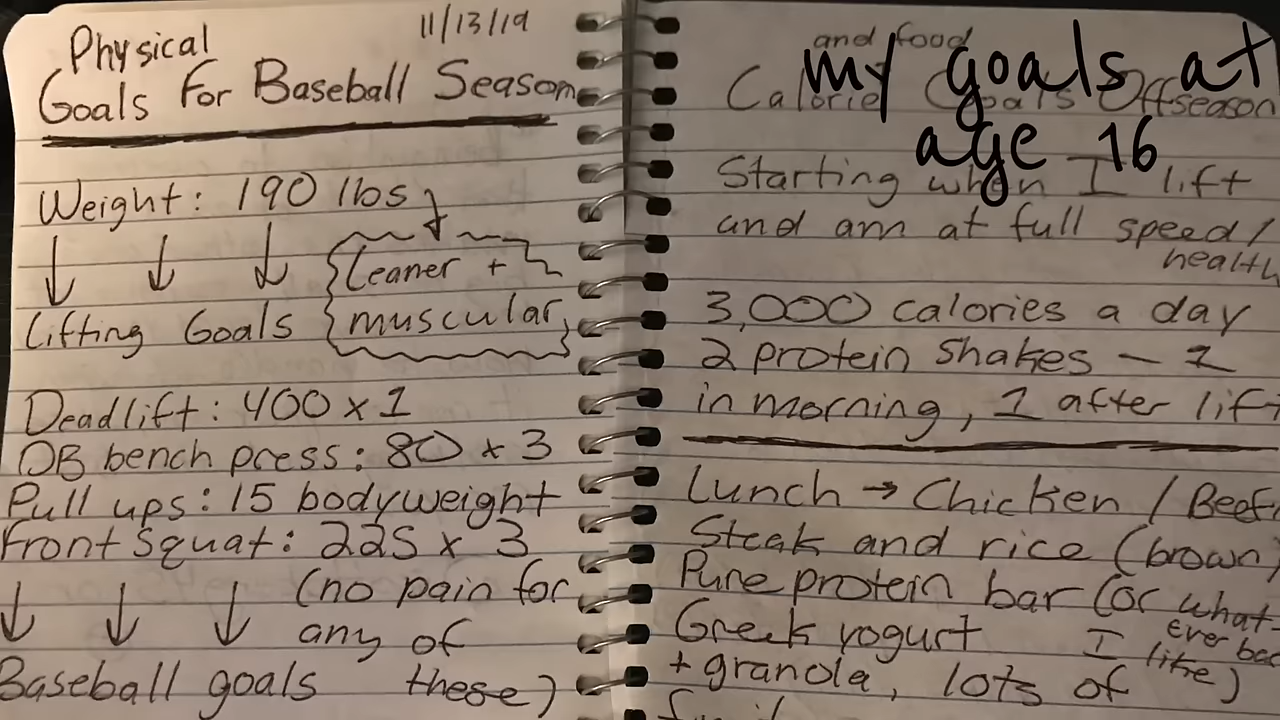 11/13/19
Physical
Goals For Baseball Season
Weight: 190 lbs
Leaner +
muscular
Lifting Goals
Deadlift: 400 x 1
DB bench press: 80 x 3
Pull ups: 15 bodyweight
Front Squat: 225 x 3
(no pain for
any of
these)
Baseball goals
my goals at
age 16
and food
Calorie Goals Offseason
Starting when I lift
and am at full speed/
health
3,000 calories a day
2 protein shakes - 1
in morning, 1 after lift
Lunch → Chicken / Beef
Steak and rice (brown)
Pure protein bar (or what-
ever bar
I like)
Greek yogurt
+ granola, lots of